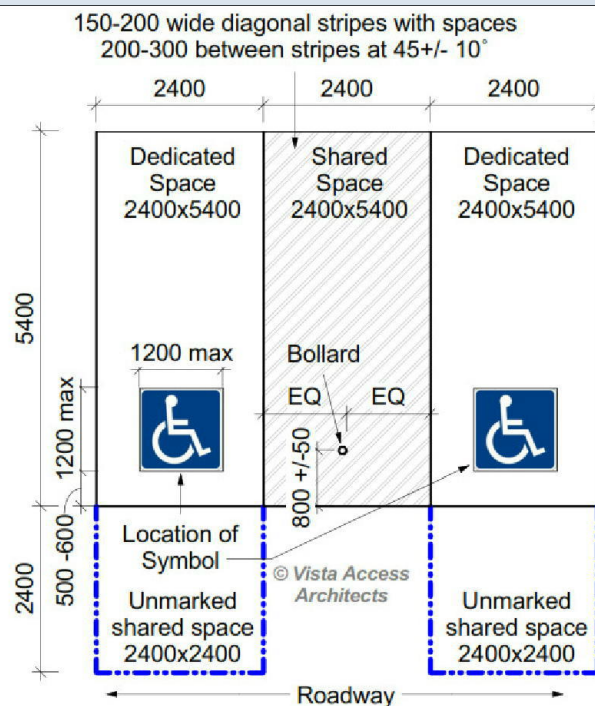 150-200 wide diagonal stripes with spaces
200-300 between stripes at 45+/- 10°
2400
2400
2400
Dedicated
Space
2400x5400
Shared
Space
2400x5400
Dedicated
Space
2400x5400
5400
1200 max
Bollard
EQ
EQ
1200 max
800 +/-50
500 -600
Location of
Symbol
© Vista Access
Architects
2400
Unmarked
shared space
2400x2400
Unmarked
shared space
2400x2400
Roadway